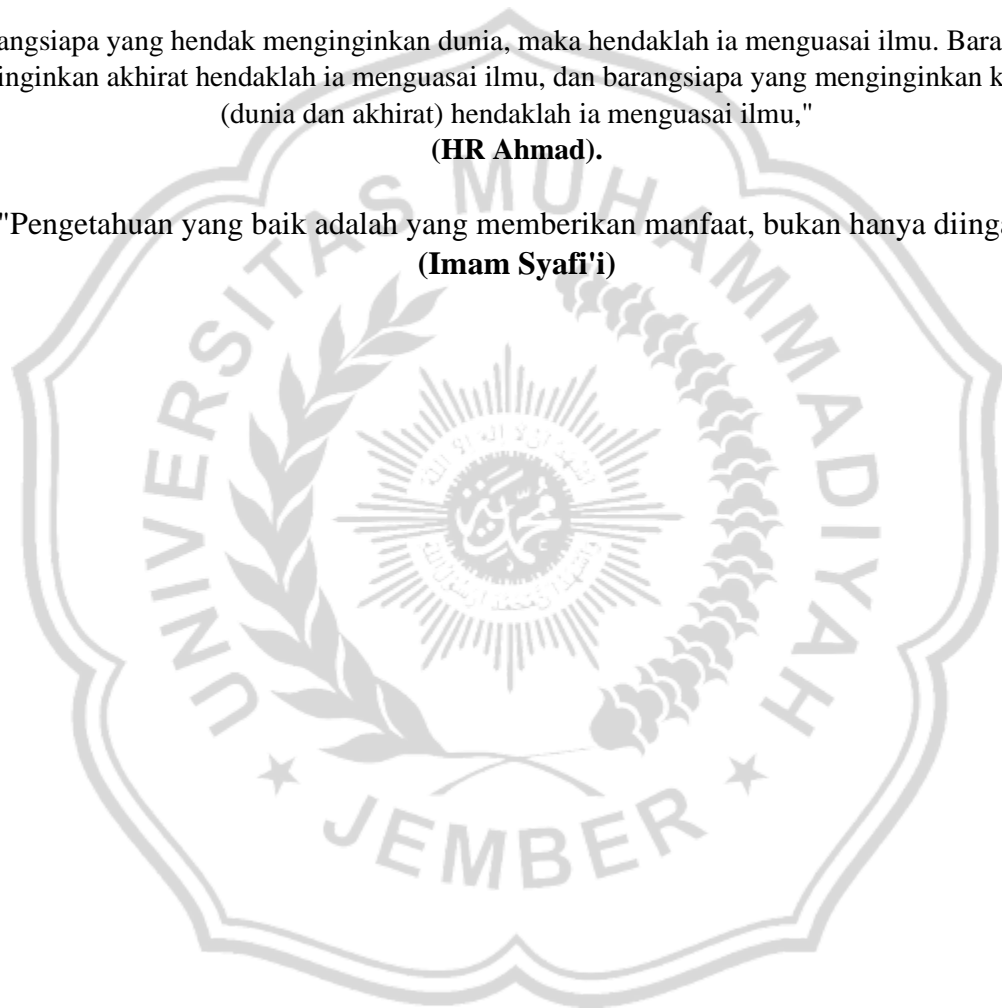 angsiapa yang hendak menginginkan dunia, maka hendaklah ia menguasai ilmu. Bara
inginkan akhirat hendaklah ia menguasai ilmu, dan barangsiapa yang menginginkan k
(dunia dan akhirat) hendaklah ia menguasai ilmu,"
(HR Ahmad).
"Pengetahuan yang baik adalah yang memberikan manfaat, bukan hanya diinga
(Imam Syafi'i)
UNIVERSITAS MUHAMMADIYAH
JEMBER